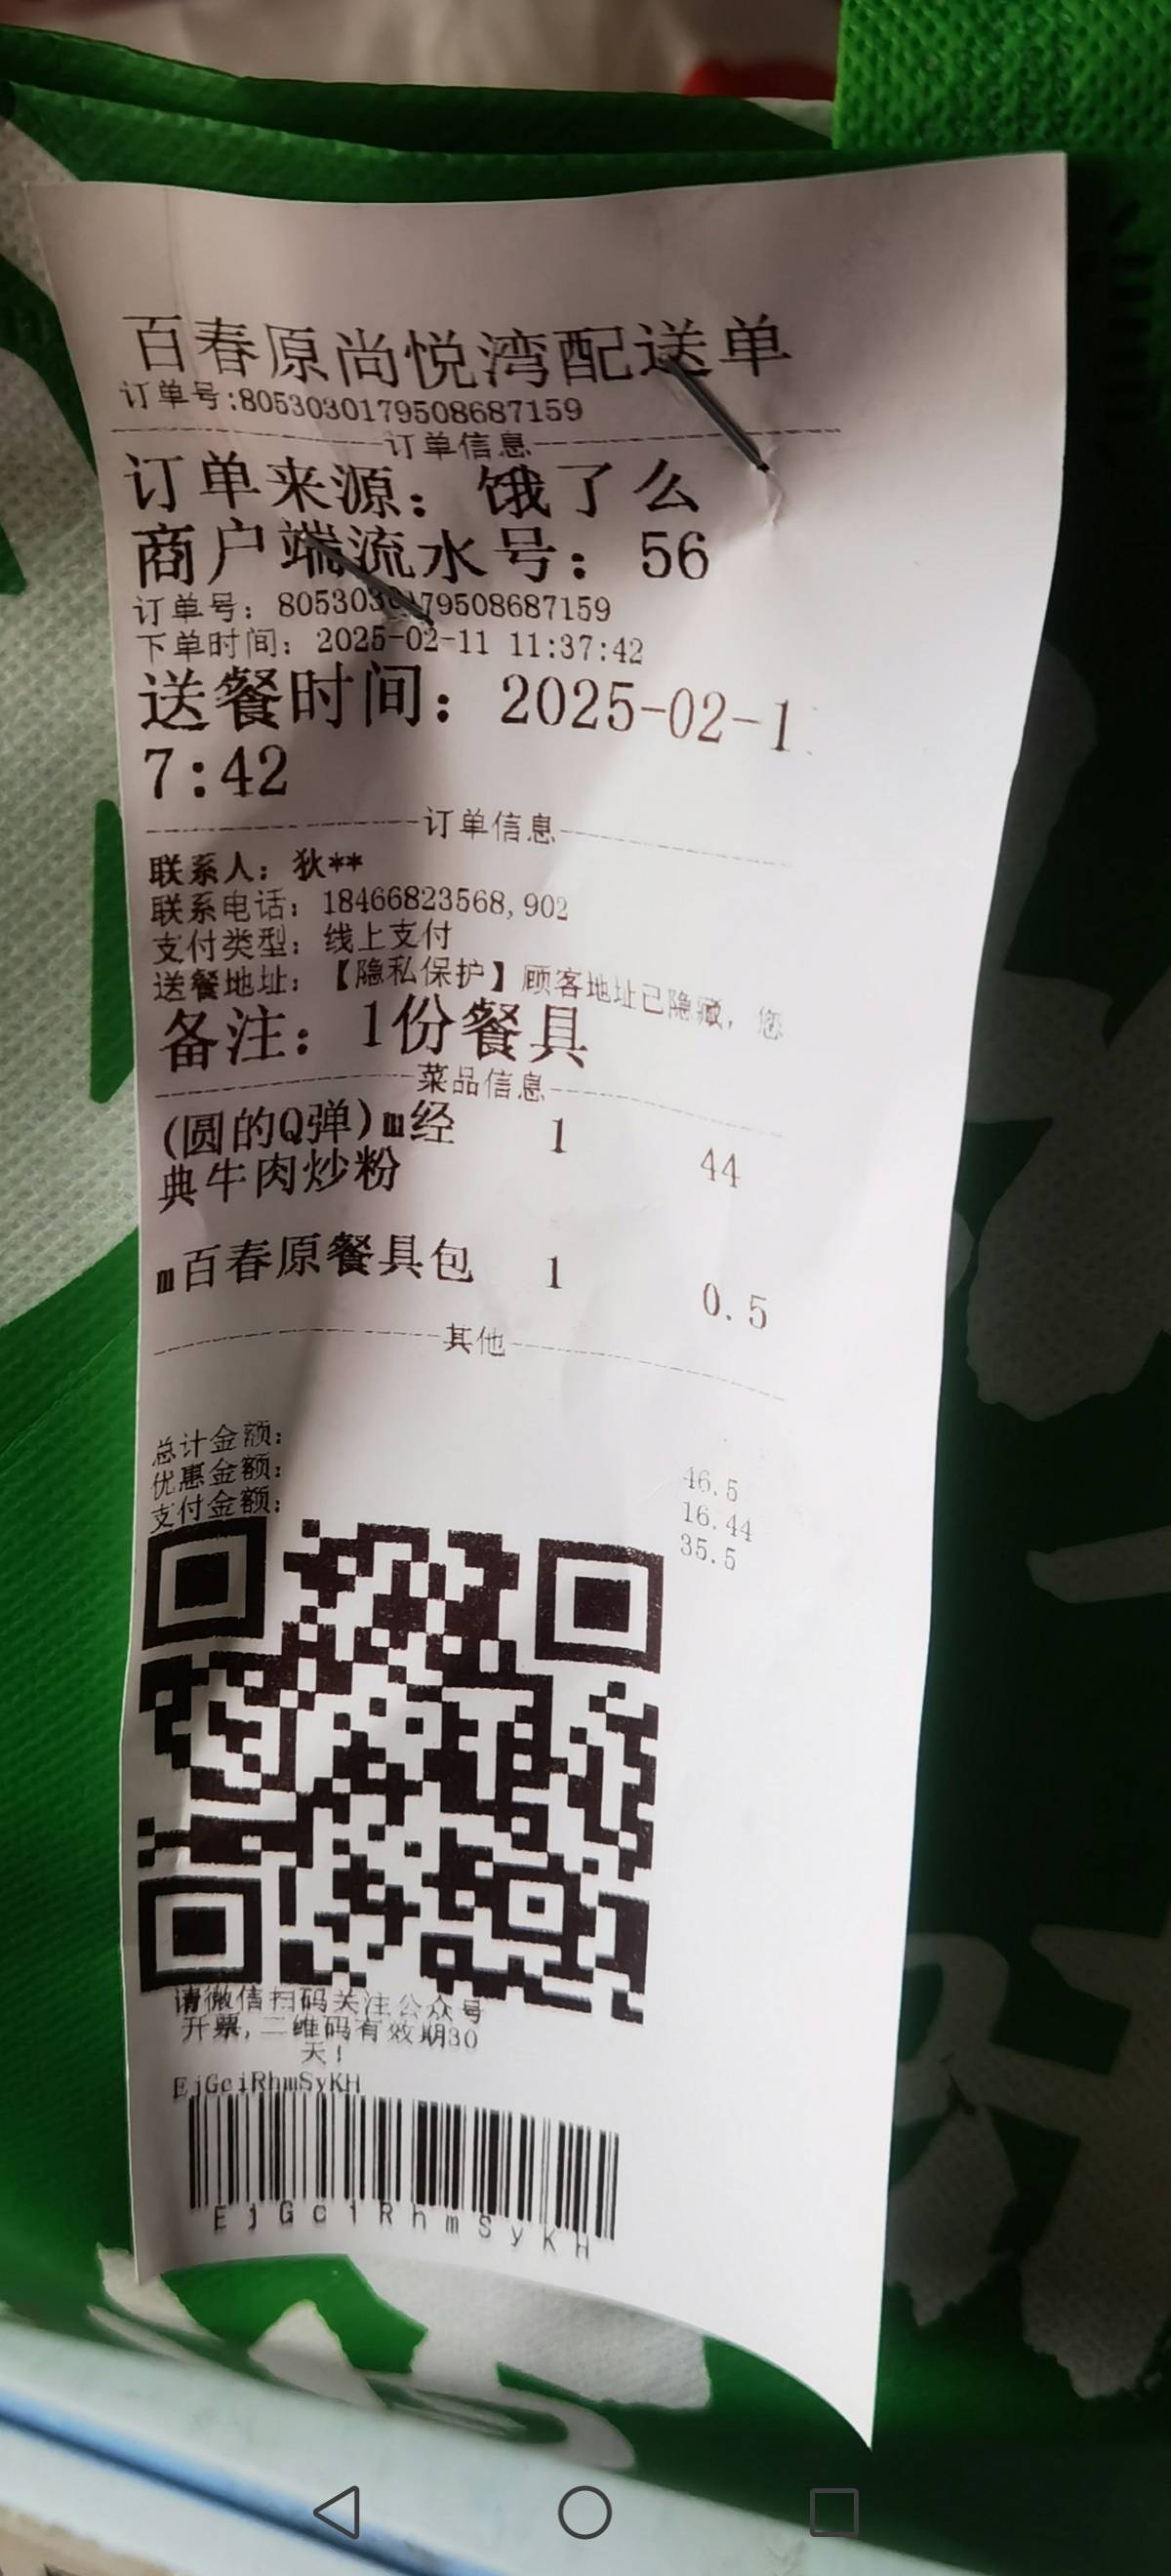 百春原尚悦湾配送单
订单号:8053030179508687159
订单信息
订单来源: 饿了么
商户端流水号: 56
订单号: 8053030179508687159
下单时间: 2025-02-11 11:37:42
送餐时间: 2025-02-1
7:42
订单信息
联系人: 狄**
联系电话: 18466823568,902
支付类型: 线上支付
送餐地址: 【隐私保护】顾客地址已隐藏, 您
备注: 1份餐具
菜品信息
(圆的Q弹)m经 1 44
典牛肉炒粉
m百春原餐具包 1 0.5
其他
总计金额: 46.5
优惠金额: 16.44
支付金额: 35.5
请微信扫码关注公众号
开票,二维码有效期30
天!
EjGciRhmSyKH
EjGciRhmSyKH